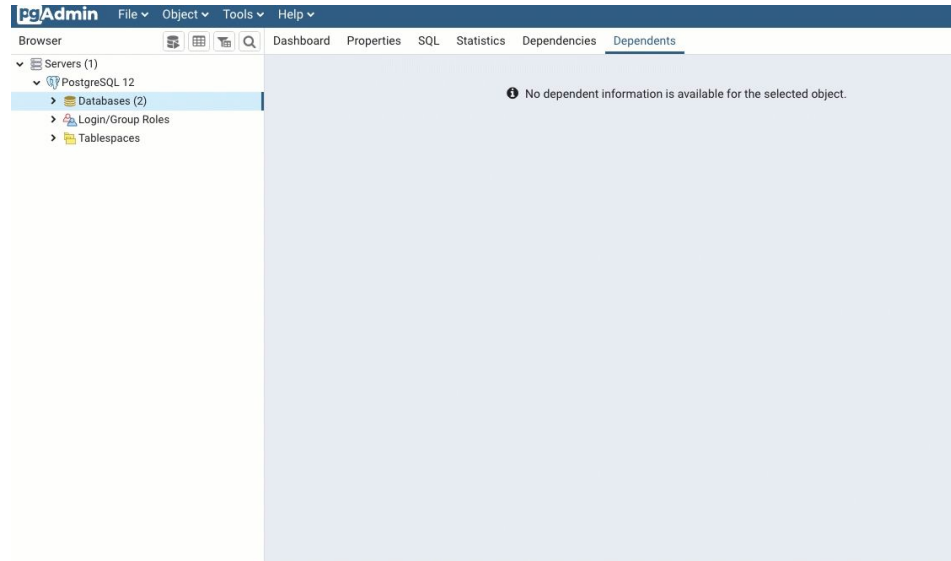 pgAdmin File Object Tools Help
Browser
Dashboard Properties SQL Statistics Dependencies Dependents
Servers (1)
PostgreSQL 12
Databases (2)
Login/Group Roles
Tablespaces
No dependent information is available for the selected object.